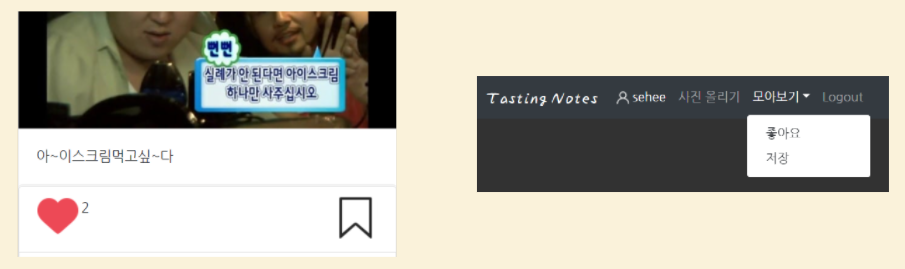 뻔뻔
실례가 안 된다면 아이스크림
하나만 사주십시오
아~이스크림먹고싶~다
2
Tasting Notes sehee 사진 올리기 모아보기 Logout
좋아요
저장